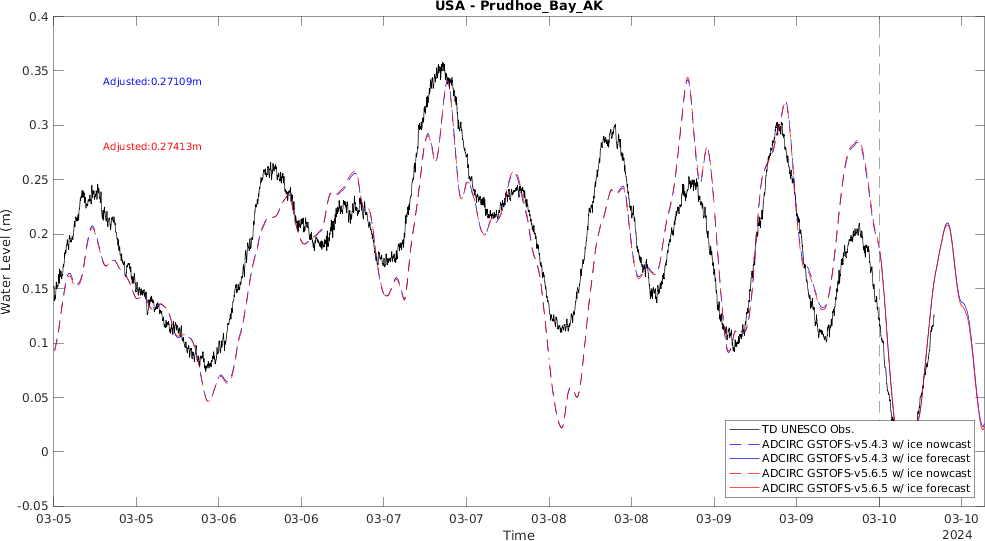 USA - Prudhoe_Bay_AK
0.4
0.35
0.3
0.25
0.2
0.15
0.1
0.05
0
-0.05
Water Level (m)
Adjusted:0.27109m
Adjusted:0.27413m
TD UNESCO Obs.
ADCIRC GSTOFS-v5.4.3 w/ ice nowcast
ADCIRC GSTOFS-v5.4.3 w/ ice forecast
ADCIRC GSTOFS-v5.6.5 w/ ice nowcast
ADCIRC GSTOFS-v5.6.5 w/ ice forecast
03-05 03-05 03-06 03-06 03-07 03-07 03-08 03-08 03-09 03-09 03-10 03-10
Time
2024